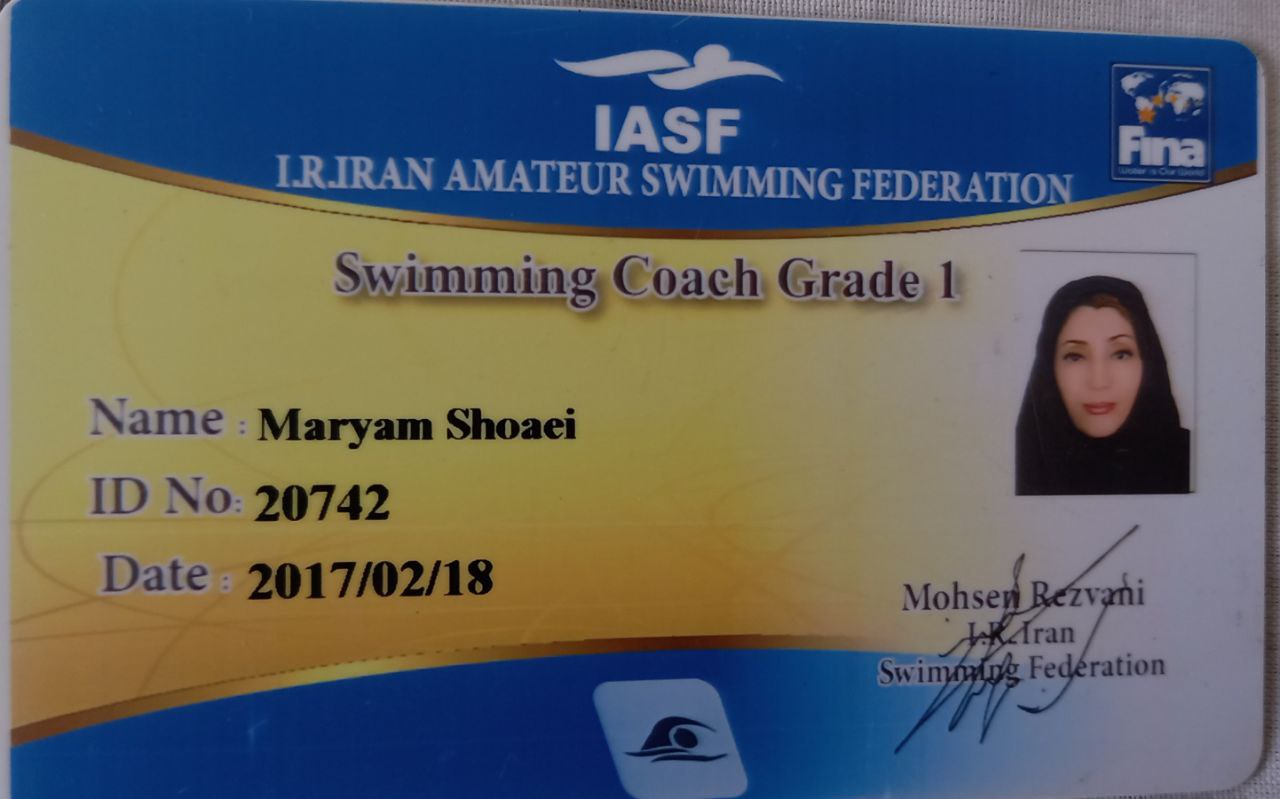 IASF
I.R.IRAN AMATEUR SWIMMING FEDERATION
Fina
Water is Our World
Swimming Coach Grade 1
Name : Maryam Shoaei
ID No: 20742
Date : 2017/02/18
Mohsen Rezvani
I.R.Iran
Swimming Federation